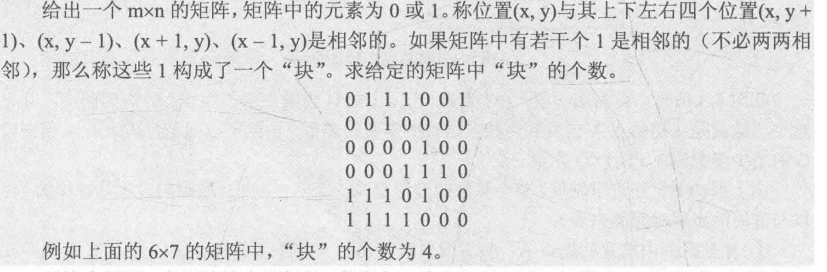 给出一个 m×n 的矩阵,矩阵中的元素为 0 或 1。称位置(x, y)与其上下左右四个位置(x, y +
1)、(x, y – 1)、(x + 1, y)、(x – 1, y)是相邻的。如果矩阵中有若干个 1 是相邻的（不必两两相
邻），那么称这些 1 构成了一个“块”。求给定的矩阵中“块”的个数。
0 1 1 1 0 0 1
0 0 1 0 0 0 0
0 0 0 0 1 0 0
0 0 0 1 1 1 0
1 1 1 0 1 0 0
1 1 1 1 0 0 0
例如上面的 6×7 的矩阵中，“块”的个数为 4。